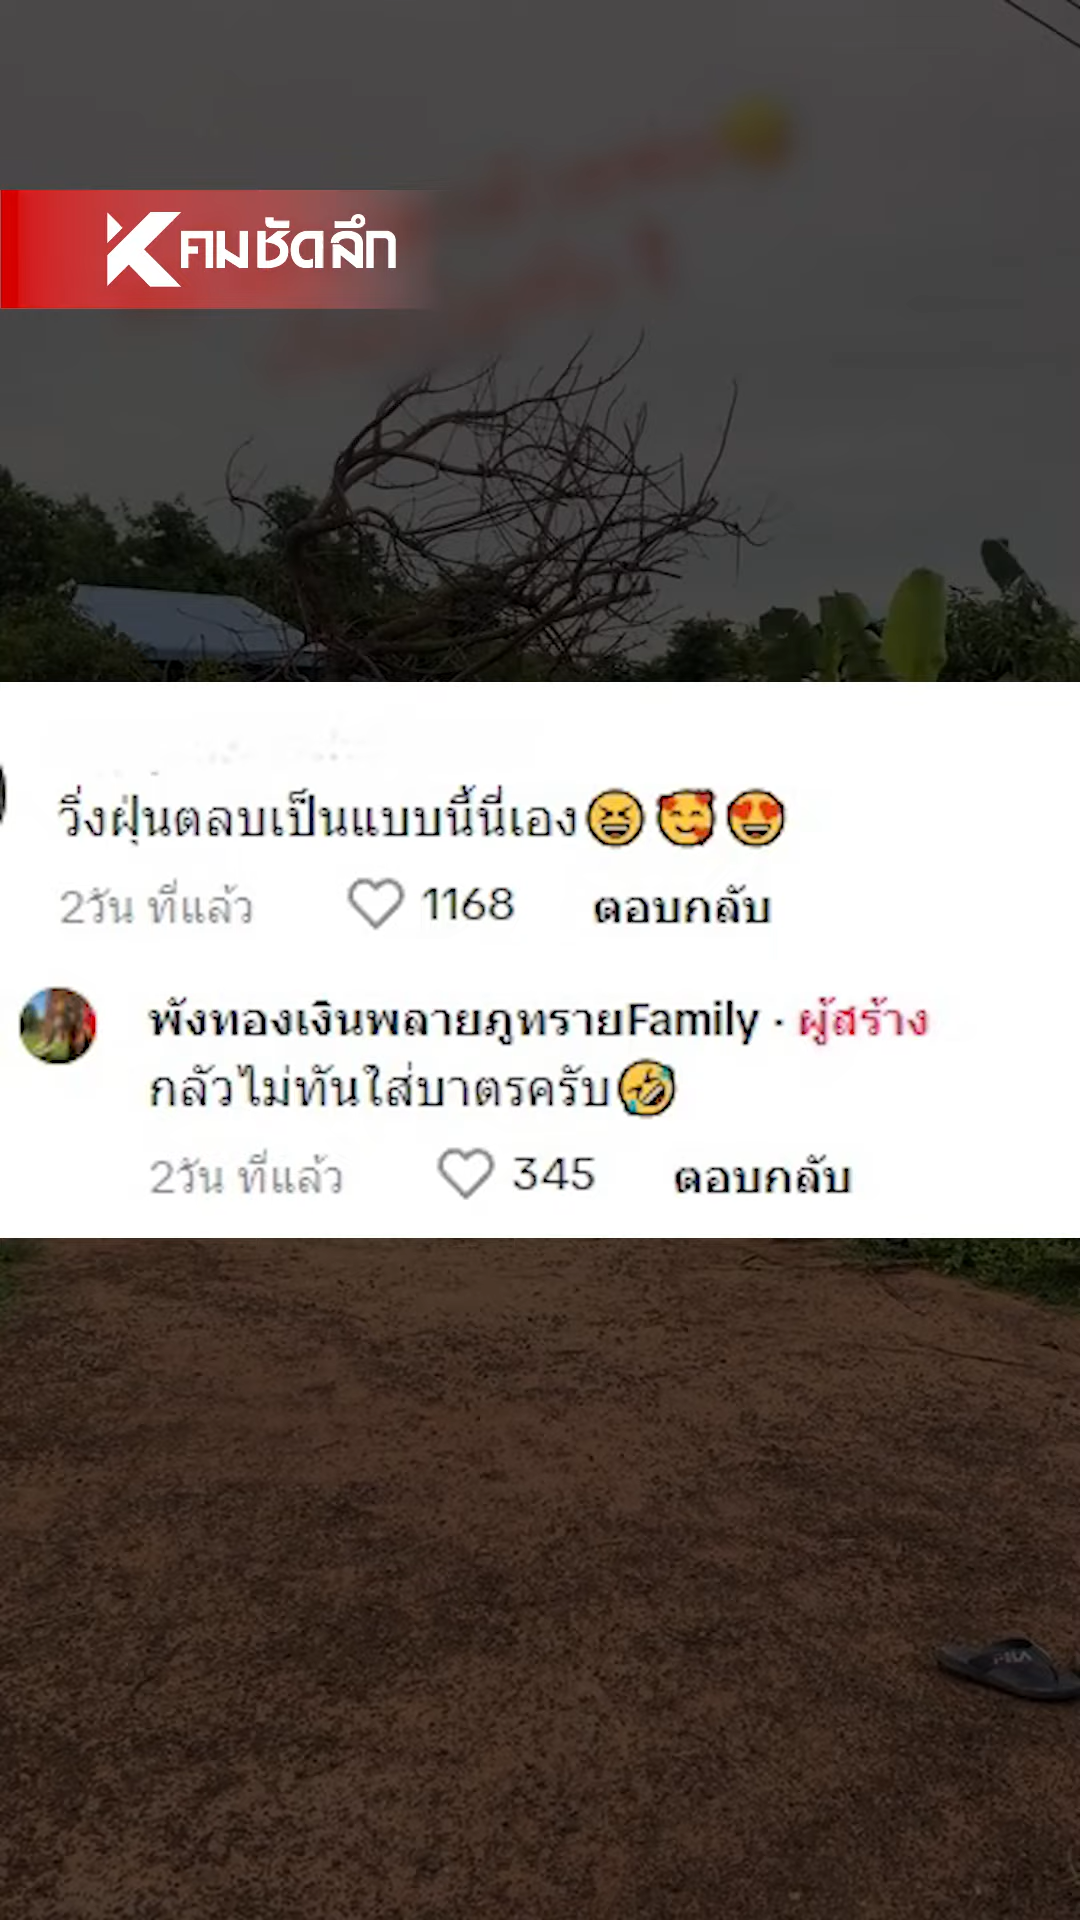 คมชัดลึก
วิ่งฝุ่นตลบเป็นแบบนี้นี่เอง😆🥰😍
2วัน ที่แล้ว 1168 ตอบกลับ
พังทองเงินพลายภูทรายFamily · ผู้สร้าง
กลัวไม่ทันใส่บาตรครับ🤣
2วัน ที่แล้ว 345 ตอบกลับ
FILA